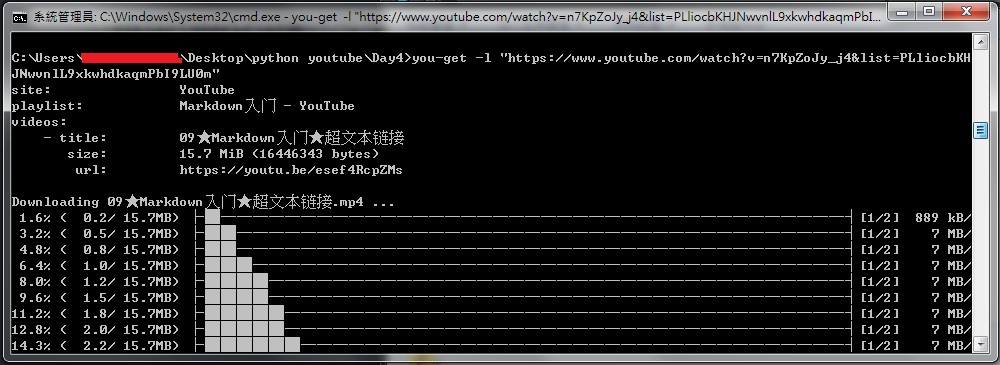 系統管理員: C:\Windows\System32\cmd.exe - you-get -l "https://www.youtube.com/watch?v=n7KpZoJy_j4&list=PLliocbKHJNwvnlL9xkwhdkaqmPbI...
C:\Users\ \Desktop\python youtube\Day4>you-get -l "https://www.youtube.com/watch?v=n7KpZoJy_j4&list=PLliocbKH
JNwvnlL9xkwhdkaqmPbI9LU0m"
site: YouTube
playlist: Markdown入门 - YouTube
videos:
- title: 09★Markdown入门★超文本链接
size: 15.7 MiB (16446343 bytes)
url: https://youtu.be/esef4RcpZMs
Downloading 09★Markdown入门★超文本链接.mp4 ...
1.6% ( 0.2/ 15.7MB) [1/2] 889 kB/
3.2% ( 0.5/ 15.7MB) [1/2] 7 MB/
4.8% ( 0.8/ 15.7MB) [1/2] 7 MB/
6.4% ( 1.0/ 15.7MB) [1/2] 7 MB/
8.0% ( 1.2/ 15.7MB) [1/2] 7 MB/
9.6% ( 1.5/ 15.7MB) [1/2] 7 MB/
11.2% ( 1.8/ 15.7MB) [1/2] 7 MB/
12.8% ( 2.0/ 15.7MB) [1/2] 7 MB/
14.3% ( 2.2/ 15.7MB) [1/2] 7 MB/